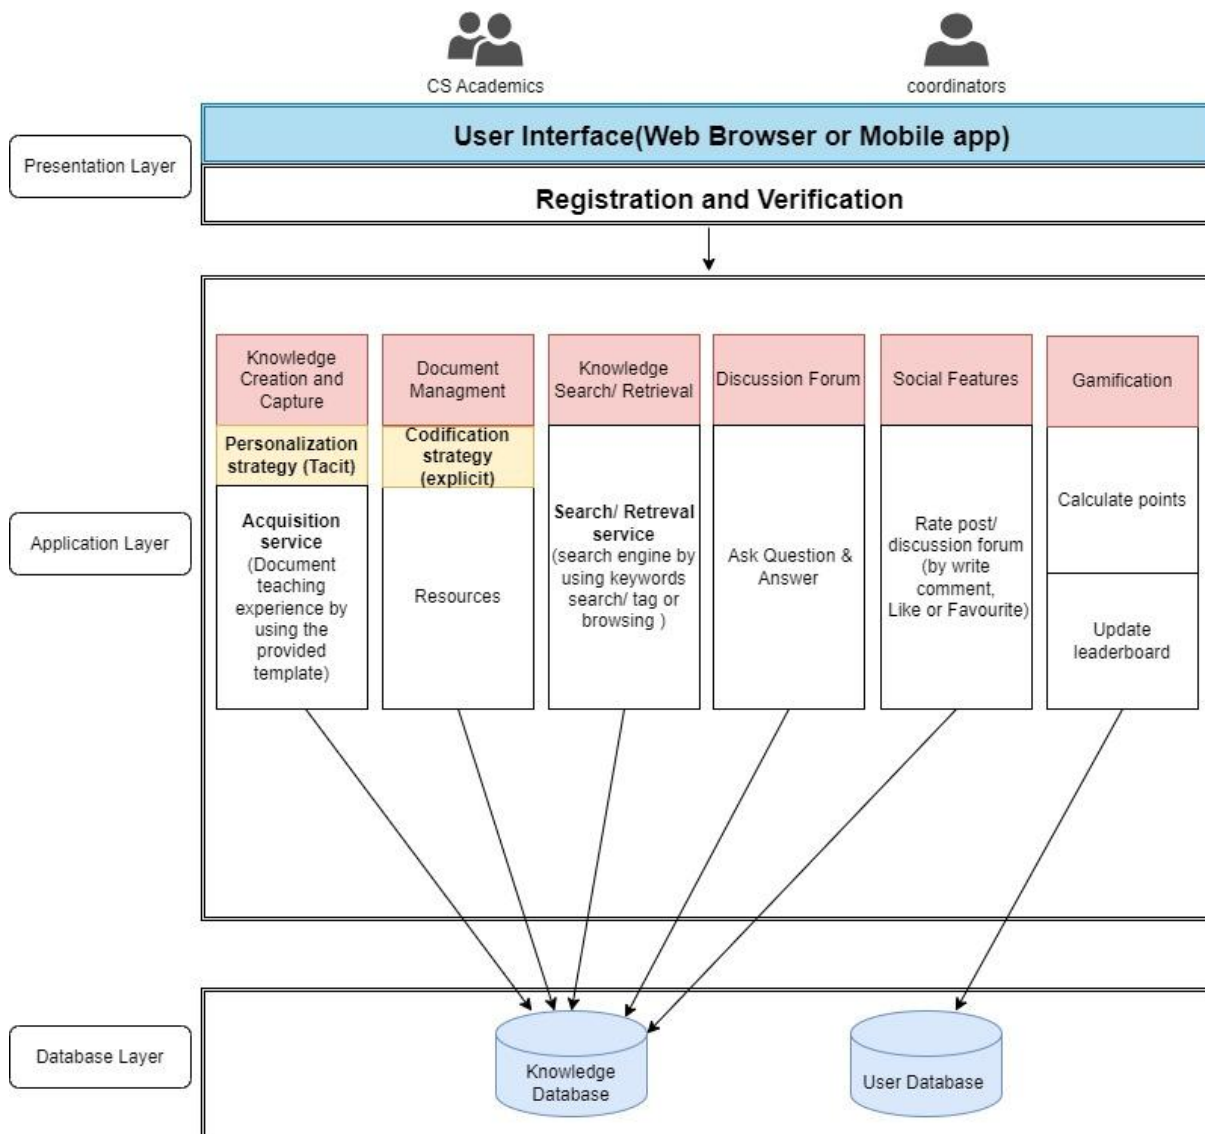 CS Academics
coordinators
Presentation Layer
User Interface(Web Browser or Mobile app)
Registration and Verification
Application Layer
Knowledge
Creation and
Capture
Personalization
strategy (Tacit)
Acquisition
service
(Document
teaching
experience by
using the
provided
template)
Document
Managment
Codification
strategy
(explicit)
Resources
Knowledge
Search/ Retrieval
Search/ Retreval
service
(search engine by
using keywords
search/ tag or
browsing )
Discussion Forum
Ask Question &
Answer
Social Features
Rate post/
discussion forum
(by write
comment,
Like or Favourite)
Gamification
Calculate points
Update
leaderboard
Database Layer
Knowledge
Database
User Database